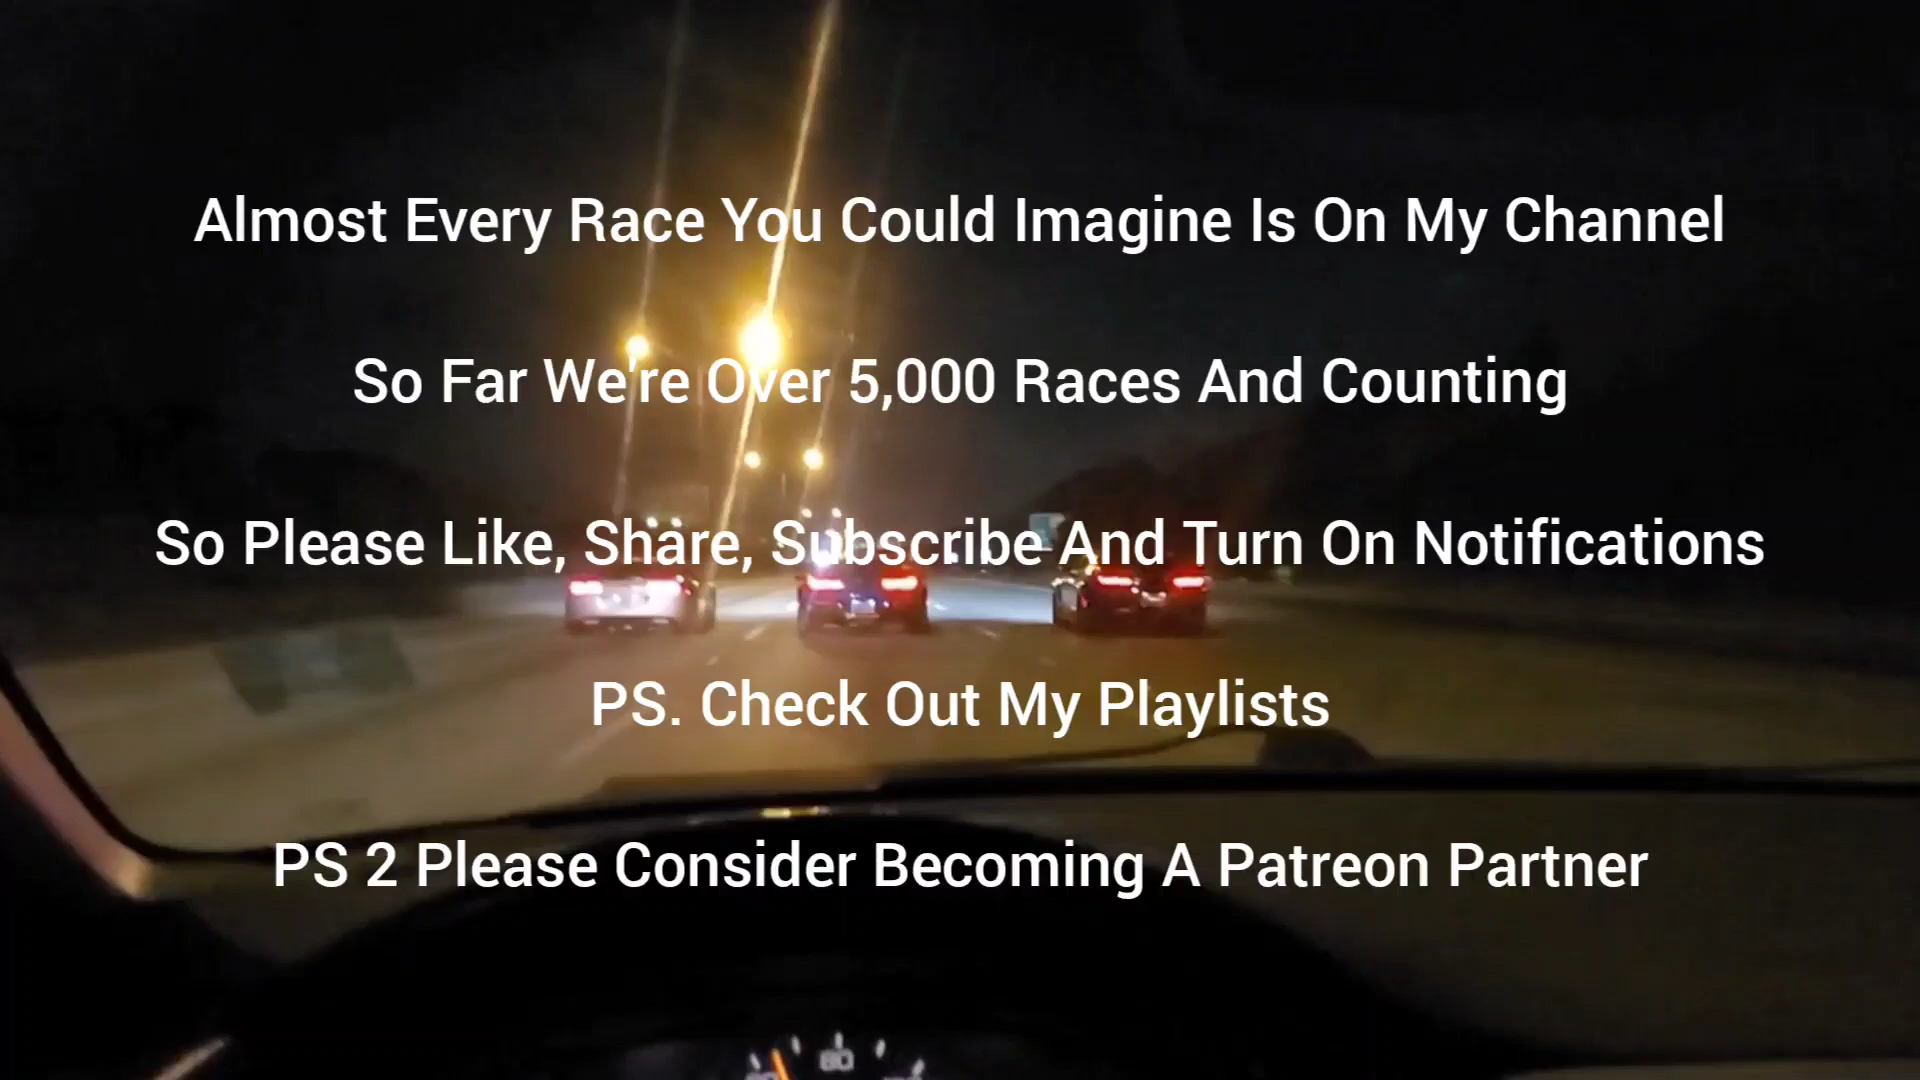 Almost Every Race You Could Imagine Is On My Channel
So Far We're Over 5,000 Races And Counting
So Please Like, Share, Subscribe And Turn On Notifications
PS. Check Out My Playlists
PS 2 Please Consider Becoming A Patreon Partner
80